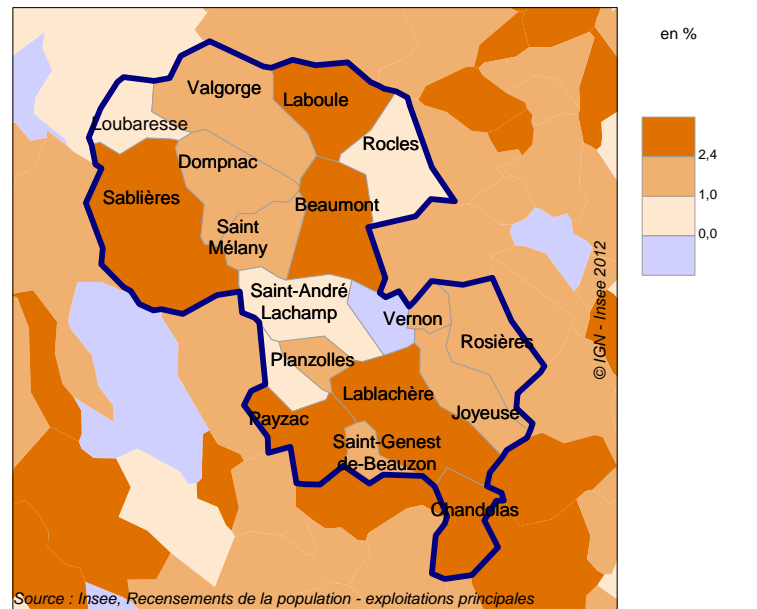 en %
Valgorge
Laboule
Loubaresse
Rocles
2,4
Dompnac
1,0
Sablières
Beaumont
0,0
Saint
Mélany
Saint-André
Lachamp
Vernon
Rosières
© IGN - Insee 2012
Planzolles
Lablachère
Payzac
Joyeuse
Saint-Genest
de-Beauzon
Chandolas
Source : Insee, Recensements de la population - exploitations principales